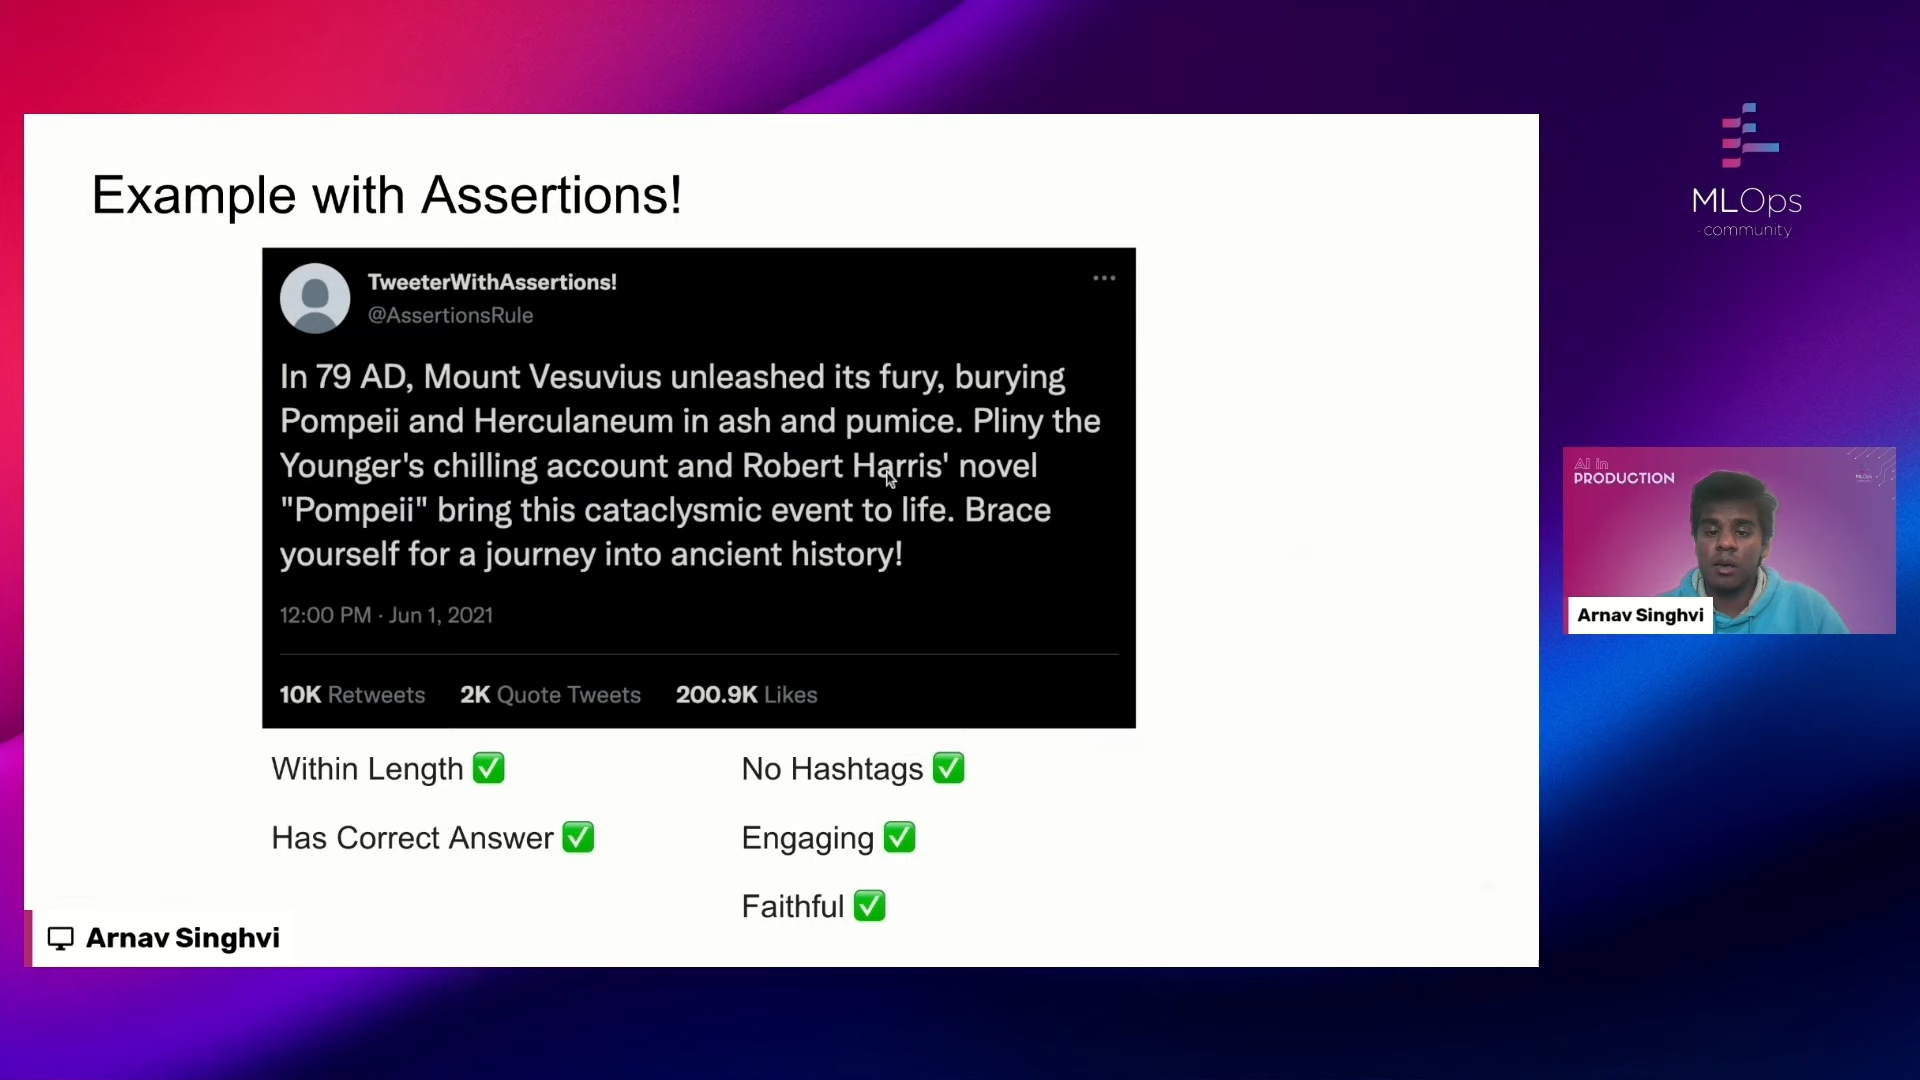 Example with Assertions!
TweeterWithAssertions!
@AssertionsRule
In 79 AD, Mount Vesuvius unleashed its fury, burying
Pompeii and Herculaneum in ash and pumice. Pliny the
Younger's chilling account and Robert Harris' novel
"Pompeii" bring this cataclysmic event to life. Brace
yourself for a journey into ancient history!
12:00 PM · Jun 1, 2021
10K Retweets 2K Quote Tweets 200.9K Likes
Within Length ✅ No Hashtags ✅
Has Correct Answer ✅ Engaging ✅
Faithful ✅
Arnav Singhvi
MLOps
community
AI in
PRODUCTION
Arnav Singhvi